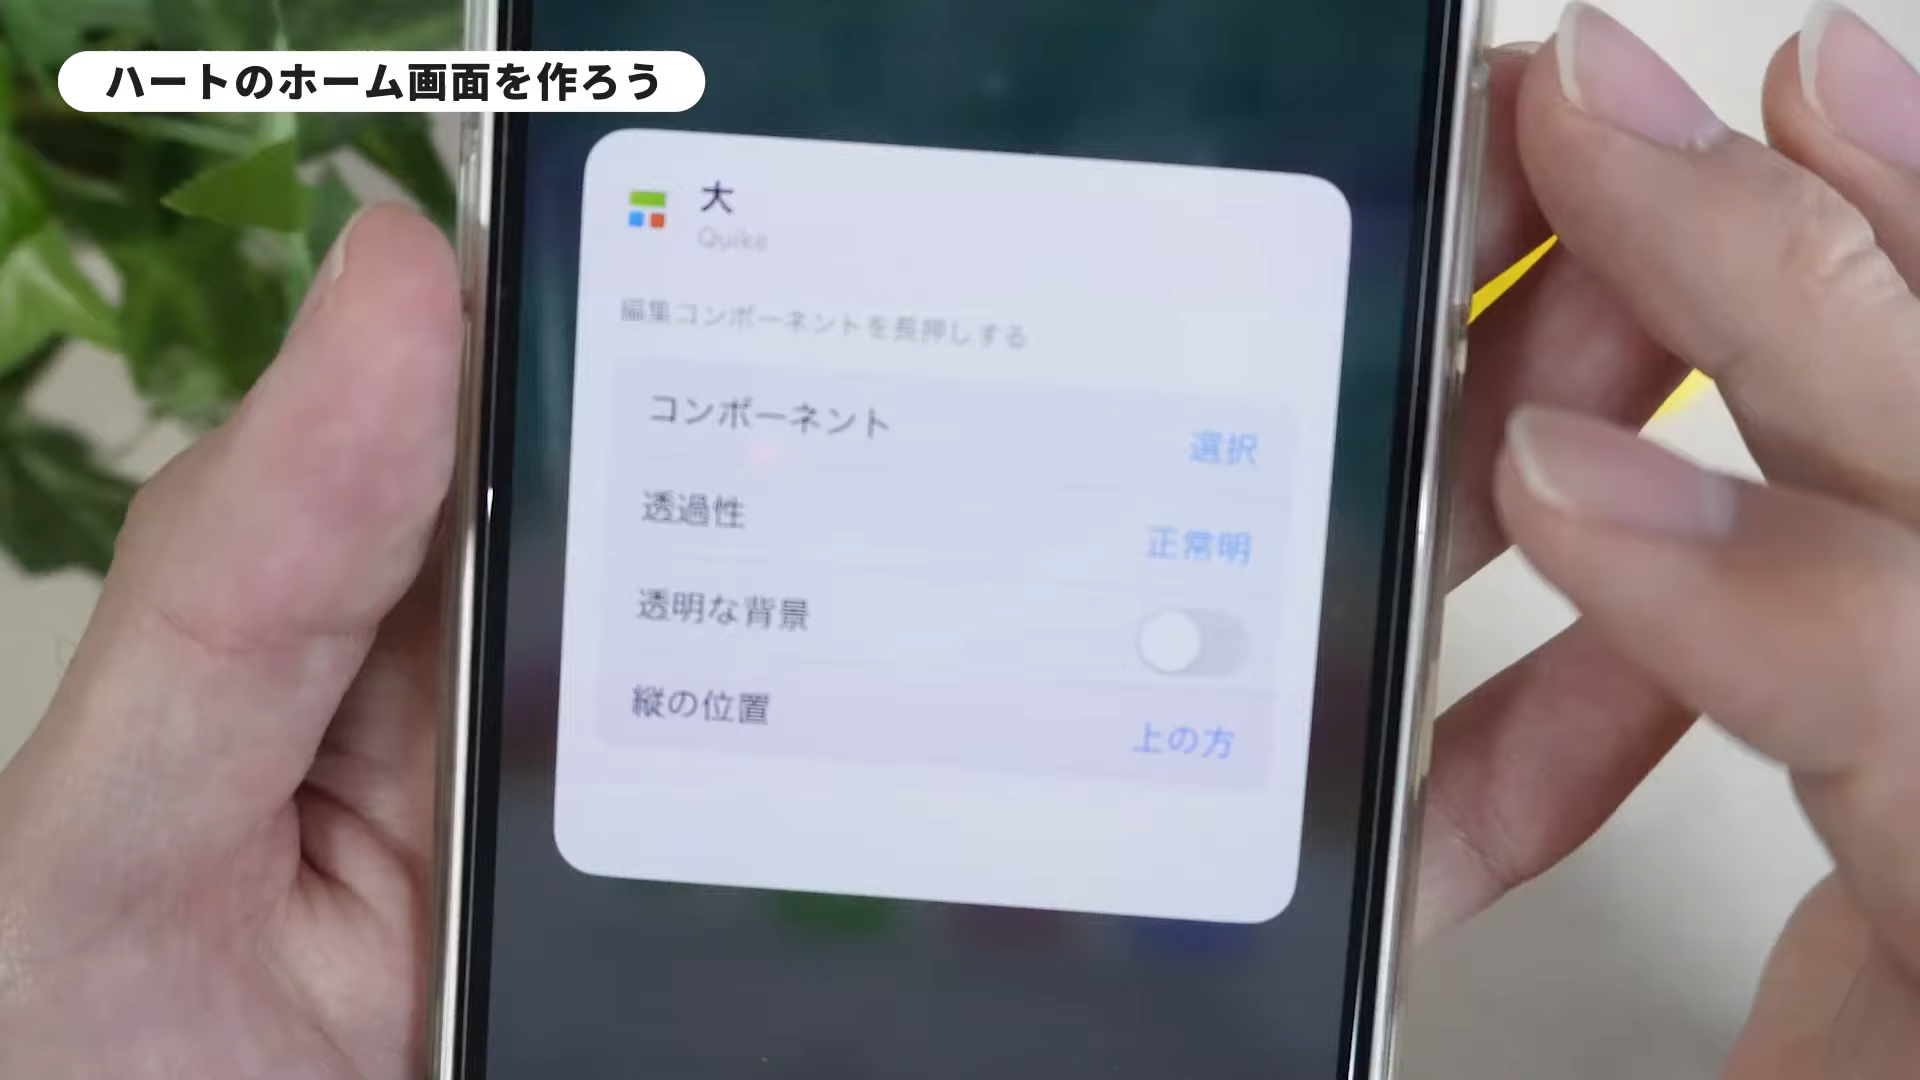 ハートのホーム画面を作ろう
大
Quike
編集コンポーネントを長押しする
コンポーネント 選択
透過性 正常明
透明な背景
縦の位置 上の方